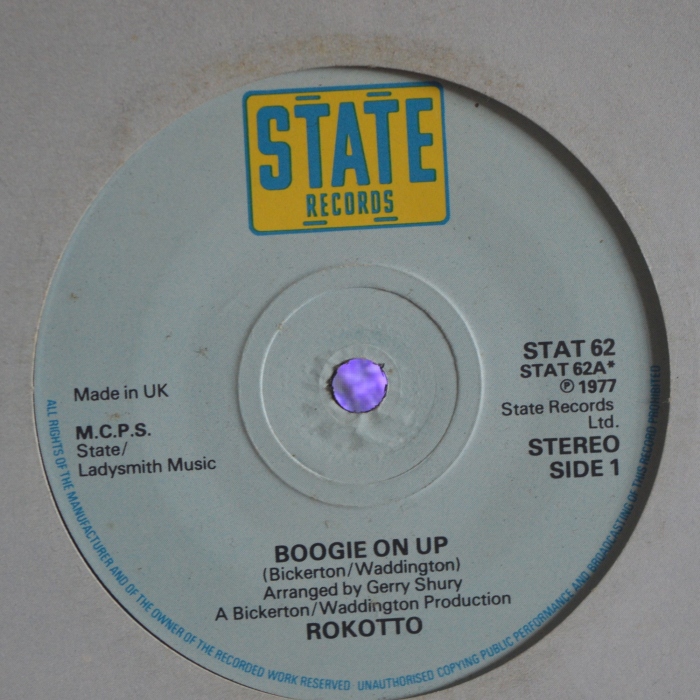 STATE
RECORDS
Made in UK
M.C.P.S.
State/
Ladysmith Music
STAT 62
STAT 62A*
℗ 1977
State Records
Ltd.
STEREO
SIDE 1
BOOGIE ON UP
(Bickerton/Waddington)
Arranged by Gerry Shury
A Bickerton/Waddington Production
ROKOTTO
ALL RIGHTS OF THE MANUFACTURER AND OF THE OWNER OF THE RECORDED WORK RESERVED UNAUTHORISED COPYING PUBLIC PERFORMANCE AND BROADCASTING OF THIS RECORD PROHIBITED